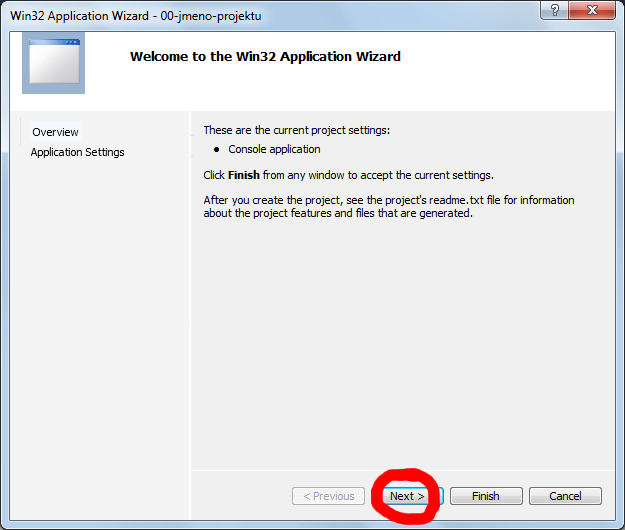 Win32 Application Wizard - 00-jmeno-projektu
Welcome to the Win32 Application Wizard
Overview
Application Settings
These are the current project settings:
• Console application
Click Finish from any window to accept the current settings.
After you create the project, see the project's readme.txt file for information
about the project features and files that are generated.
< Previous
Next >
Finish
Cancel